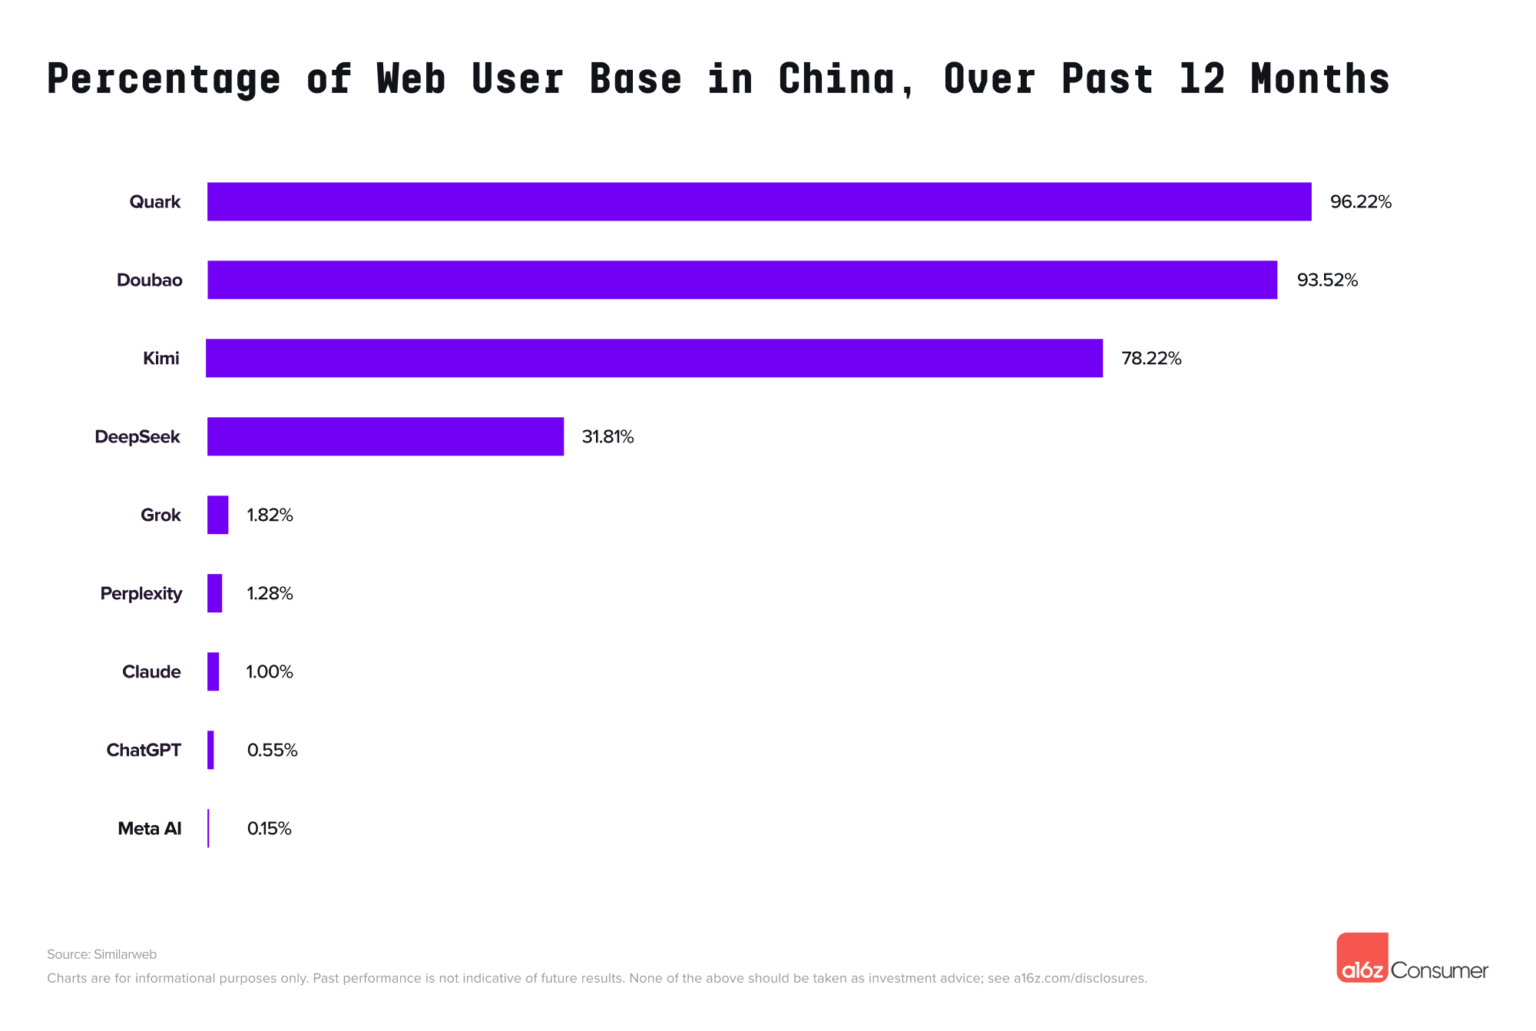 Percentage of Web User Base in China, Over Past 12 Months
Quark 96.22%
Doubao 93.52%
Kimi 78.22%
DeepSeek 31.81%
Grok 1.82%
Perplexity 1.28%
Claude 1.00%
ChatGPT 0.55%
Meta AI 0.15%
Source: Similarweb
Charts are for informational purposes only. Past performance is not indicative of future results. None of the above should be taken as investment advice; see a16z.com/disclosures.
a16z Consumer